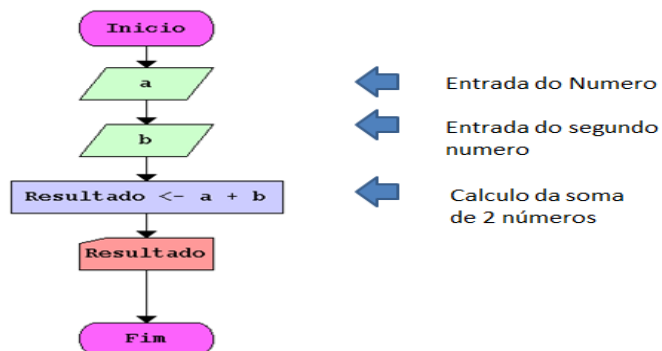 Inicio
a
Entrada do Numero
b
Entrada do segundo
numero
Resultado <- a + b
Calculo da soma
de 2 números
Resultado
Fim